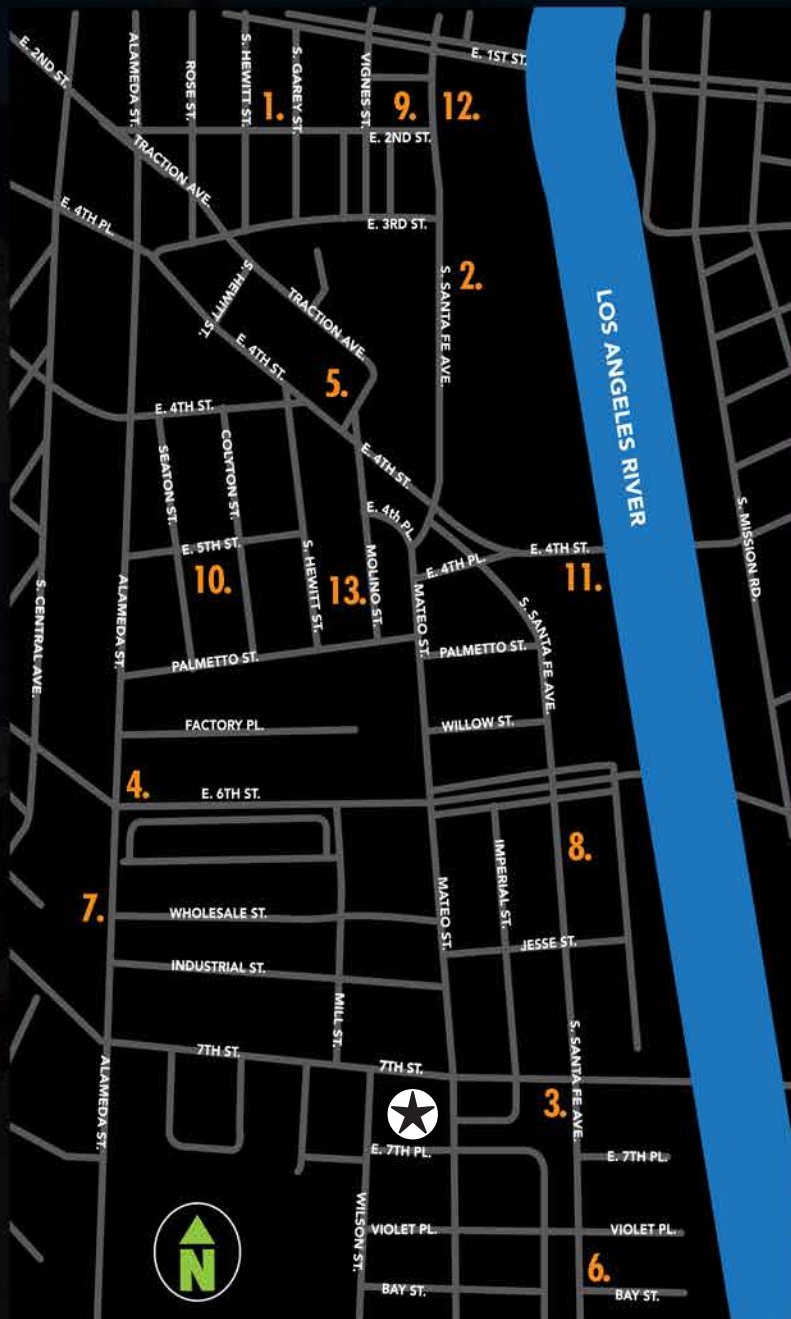 E. 1ST ST.
E. 2ND ST.
ALAMEDA ST.
ROSE ST.
S. HEWITT ST.
S. GAREY ST.
VIGNES ST.
1.
9.
12.
E. 2ND ST.
TRACTION AVE.
E. 4TH PL.
E. 3RD ST.
S. HEWITT ST.
2.
S. SANTA FE AVE.
TRACTION AVE.
LOS ANGELES RIVER
E. 4TH ST.
5.
E. 4TH ST.
SEATON ST.
COLYTON ST.
E. 4TH ST.
E. 4th PL.
E. 5TH ST.
S. HEWITT ST.
MOLINO ST.
E. 4TH PL.
E. 4TH ST.
S. MISSION RD.
10.
13.
11.
S. CENTRAL AVE.
ALAMEDA ST.
MATEO ST.
S. SANTA FE AVE.
PALMETTO ST.
PALMETTO ST.
FACTORY PL.
WILLOW ST.
4.
E. 6TH ST.
8.
IMPERIAL ST.
7.
WHOLESALE ST.
MATEO ST.
JESSE ST.
INDUSTRIAL ST.
MILL ST.
S. SANTA FE AVE.
7TH ST.
7TH ST.
ALAMEDA ST.
3.
E. 7TH PL.
E. 7TH PL.
WILSON ST.
VIOLET PL.
VIOLET PL.
N
6.
BAY ST.
BAY ST.